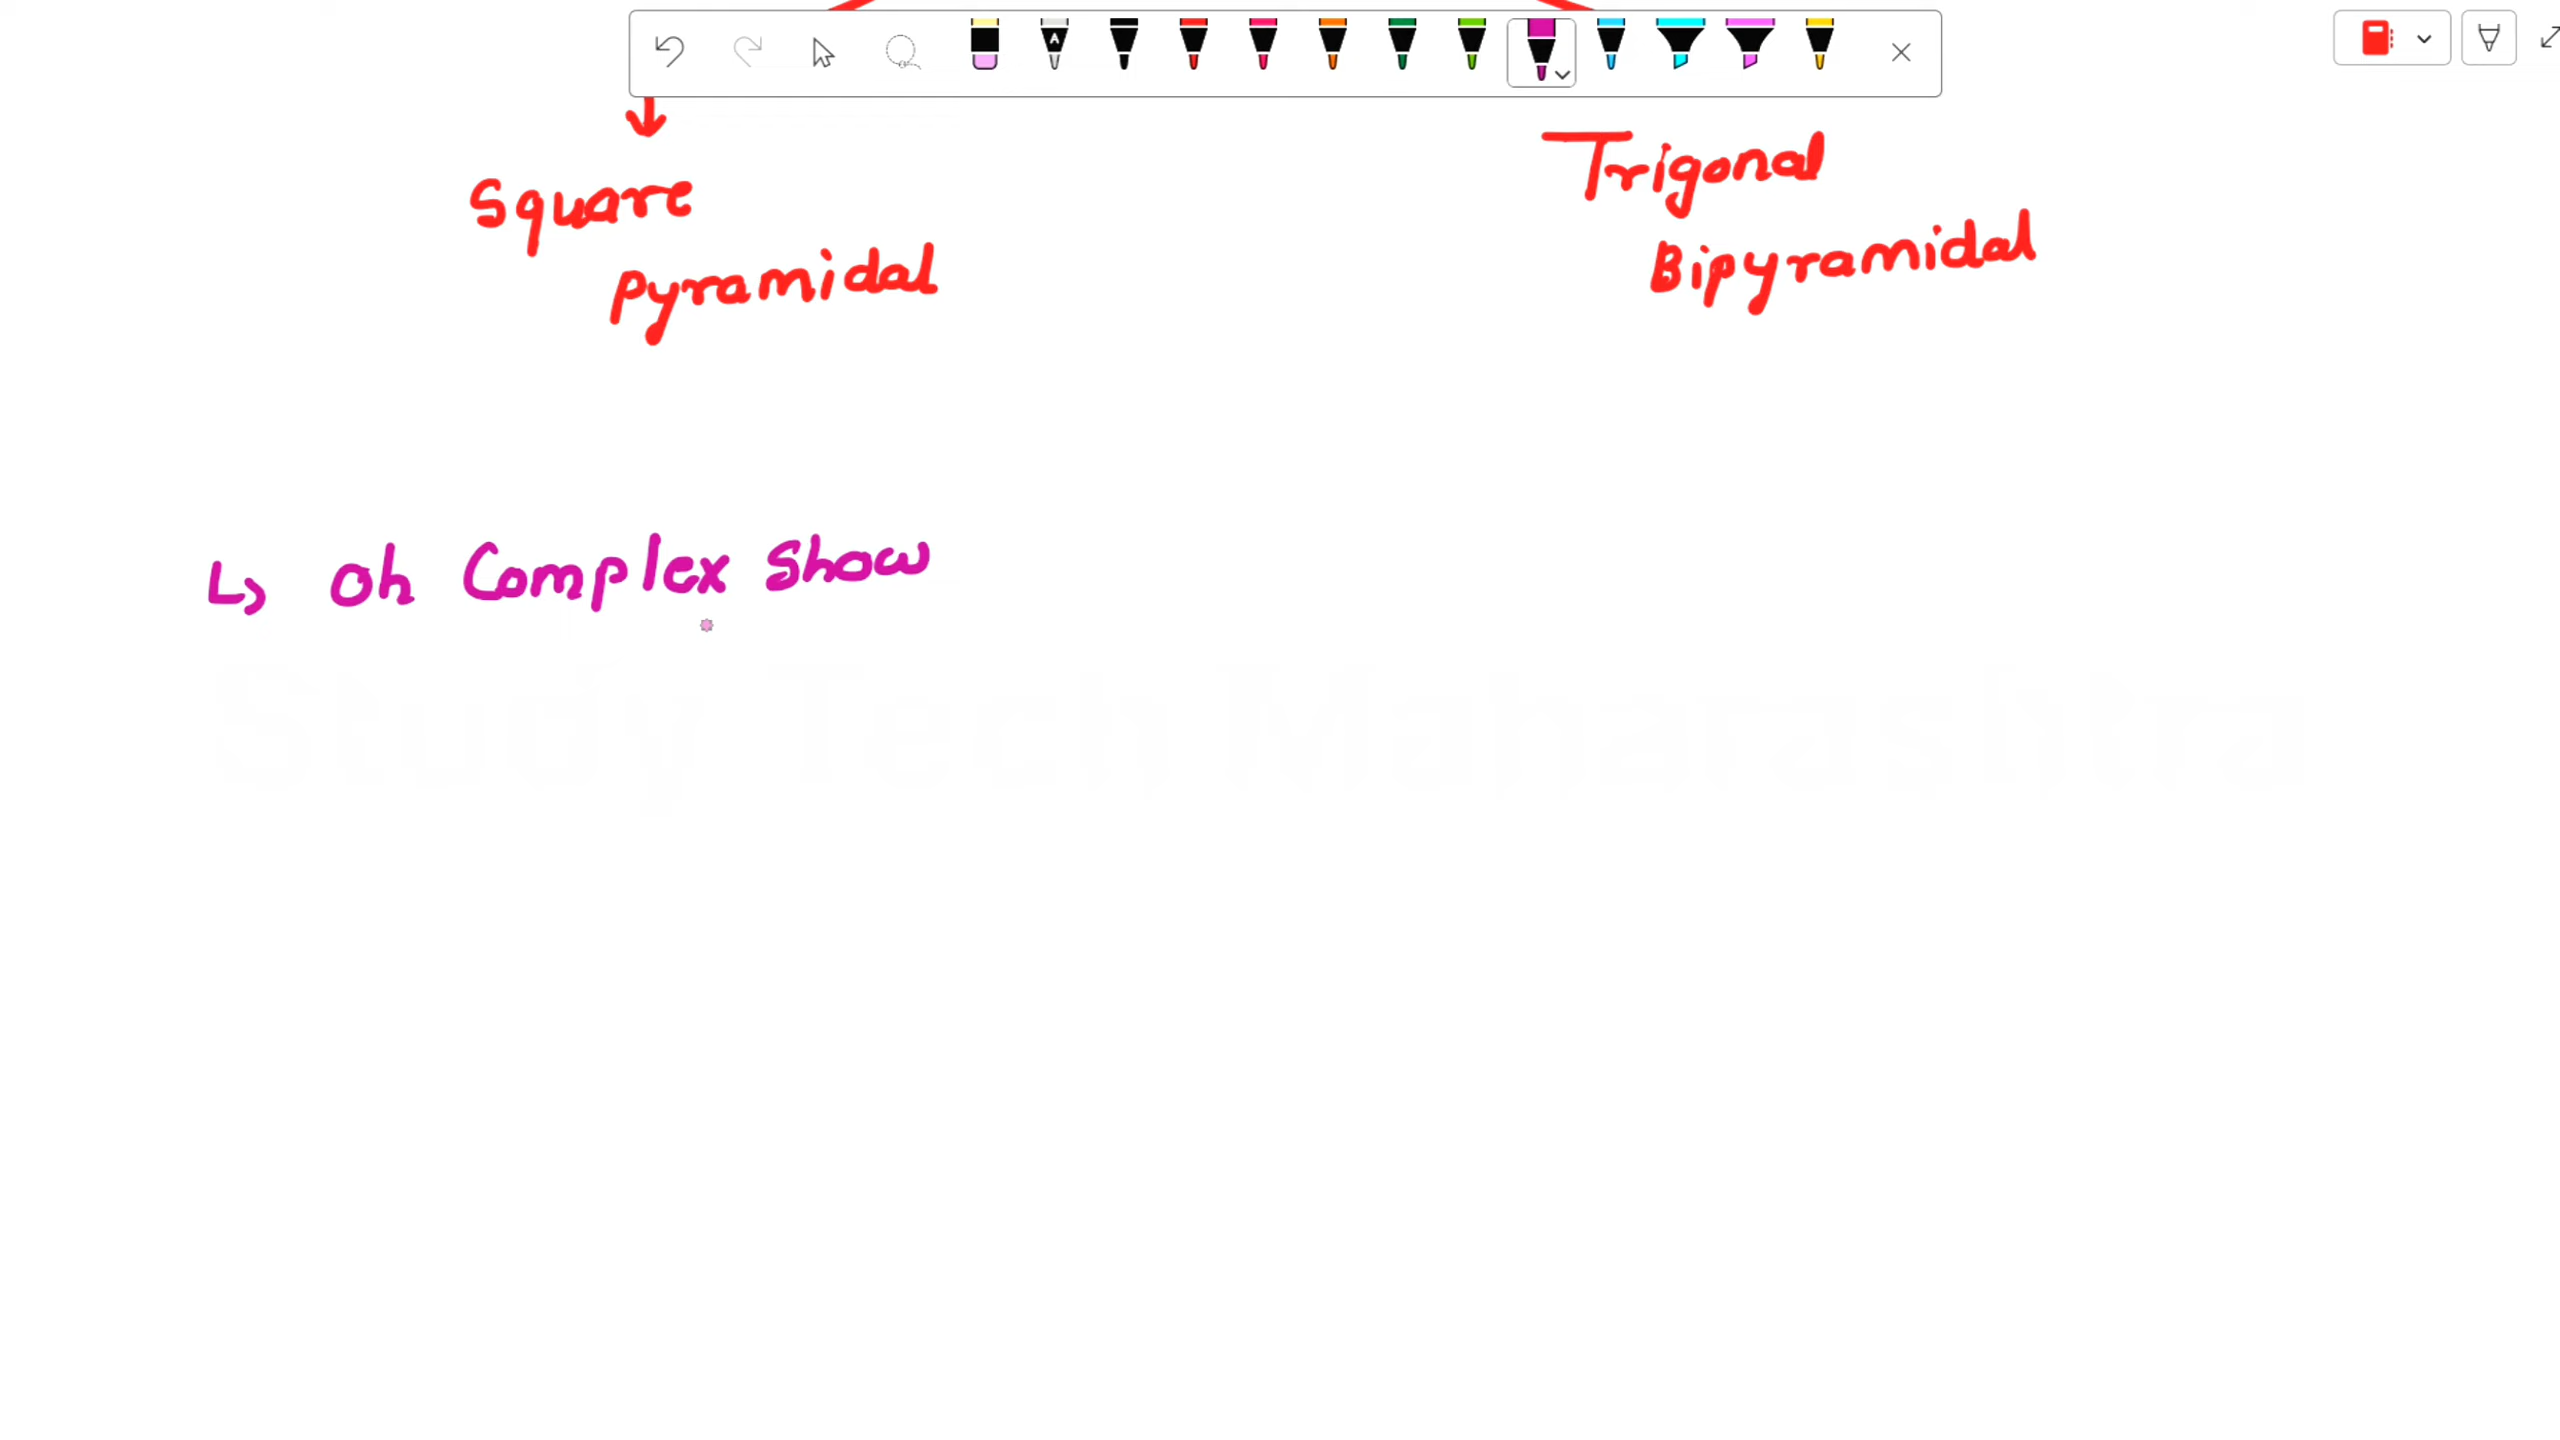 Square
pyramidal
Trigonal
Bipyramidal
↳ Oh Complex show
Study Tech Maharashtra